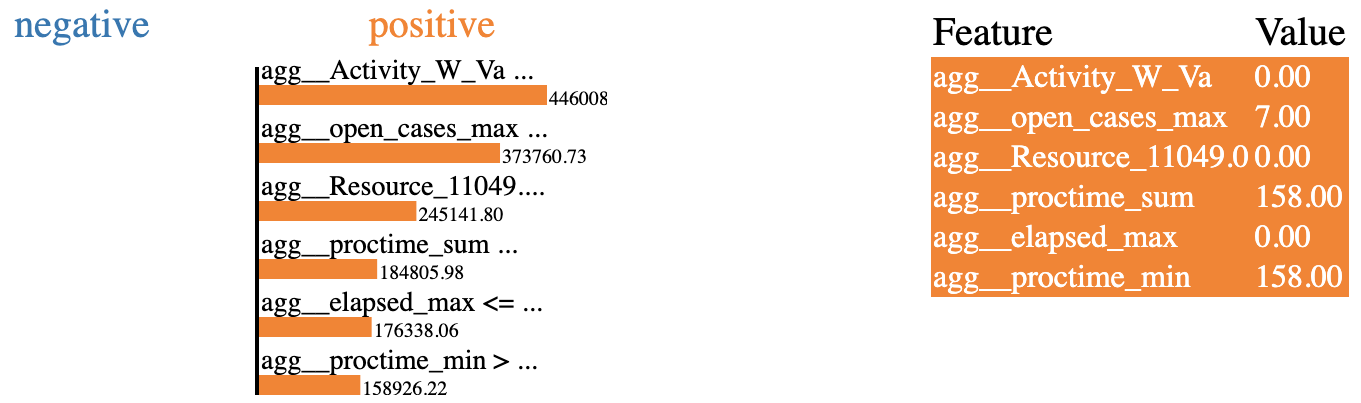 negative
positive
agg__Activity_W_Va ...
446008
agg__open_cases_max ...
373760.73
agg__Resource_11049....
245141.80
agg__proctime_sum ...
184805.98
agg__elapsed_max <= ...
176338.06
agg__proctime_min > ...
158926.22
Feature Value
agg__Activity_W_Va 0.00
agg__open_cases_max 7.00
agg__Resource_11049.0 0.00
agg__proctime_sum 158.00
agg__elapsed_max 0.00
agg__proctime_min 158.00